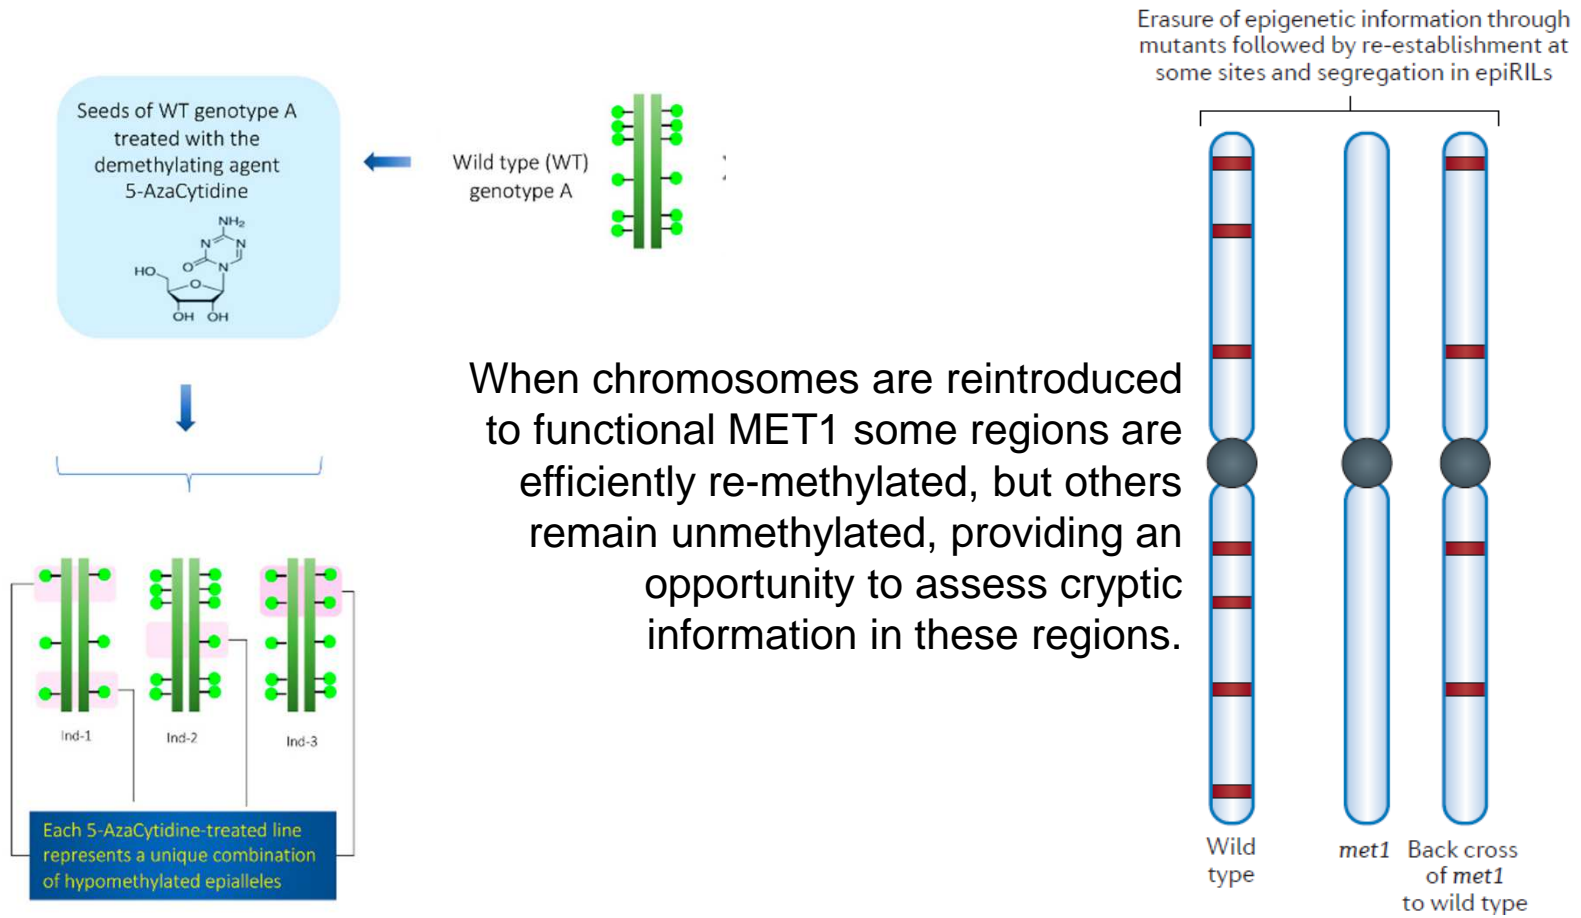 Erasure of epigenetic information through
mutants followed by re-establishment at
some sites and segregation in epiRILs
Seeds of WT genotype A
treated with the
demethylating agent
5-AzaCytidine
NH₂
N
N
O
N
HO
O
OH OH
Wild type (WT)
genotype A
When chromosomes are reintroduced
to functional MET1 some regions are
efficiently re-methylated, but others
remain unmethylated, providing an
opportunity to assess cryptic
information in these regions.
Ind-1
Ind-2
Ind-3
Each 5-AzaCytidine-treated line
represents a unique combination
of hypomethylated epialleles
Wild
type
met1
Back cross
of met1
to wild type